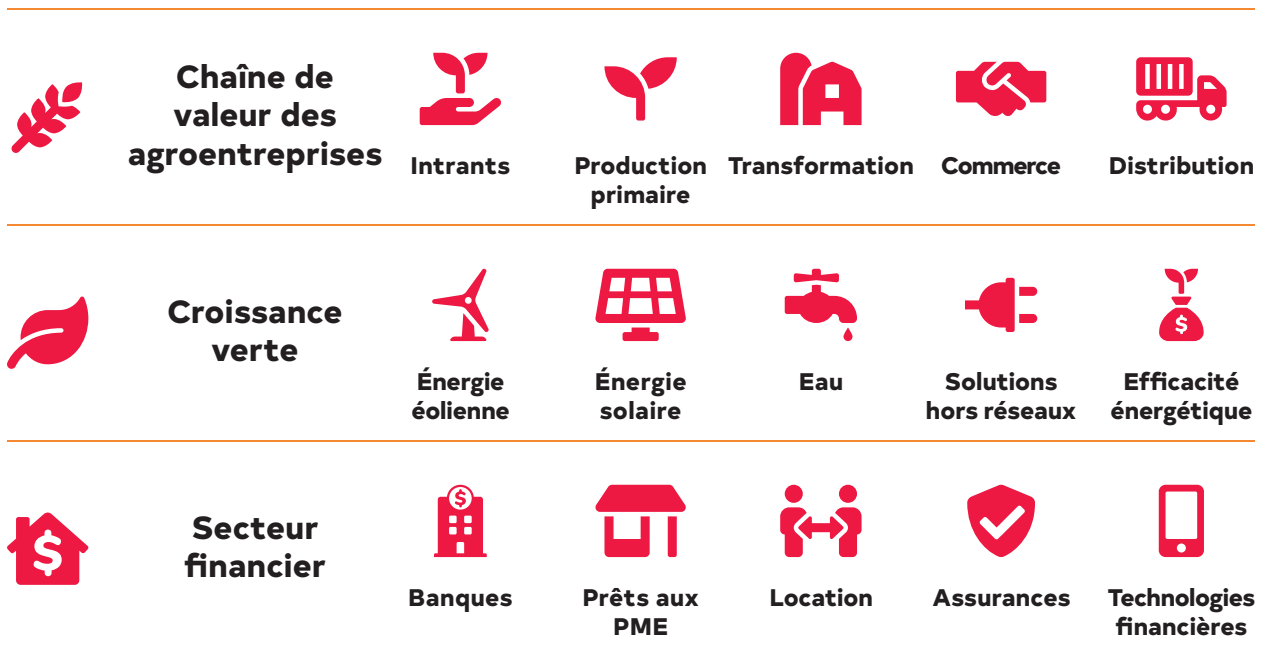 Chaîne de
valeur des
agroentreprises
Intrants
Production
primaire
Transformation
Commerce
Distribution
Croissance
verte
Énergie
éolienne
Énergie
solaire
Eau
Solutions
hors réseaux
$
Efficacité
énergétique
$
Secteur
financier
$
Banques
Prêts aux
PME
Location
Assurances
Technologies
financières